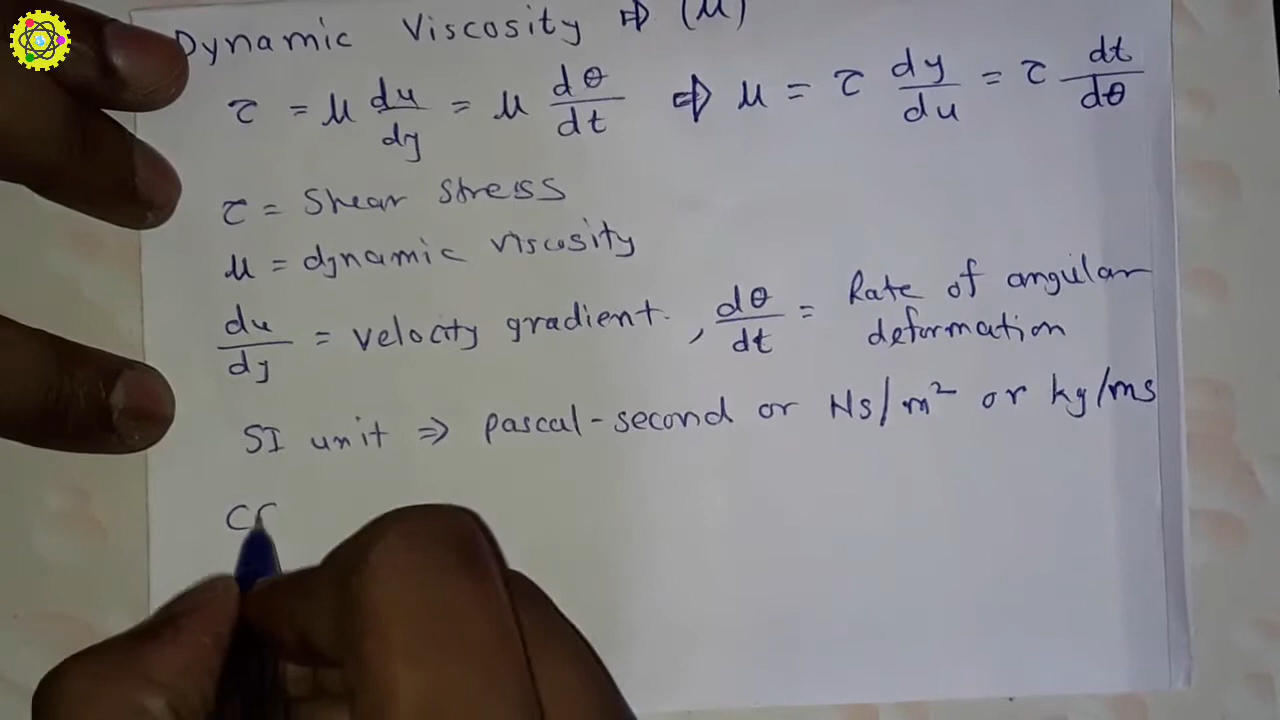 Dynamic Viscosity ⇒ (μ)
τ = μ du/dy = μ dθ/dt ⇒ μ = τ dy/du = τ dt/dθ
τ = Shear Stress
μ = dynamic viscosity
du/dy = velocity gradient. , dθ/dt = Rate of angular deformation
SI unit ⇒ pascal-second or Ns/m² or kg/ms
CG